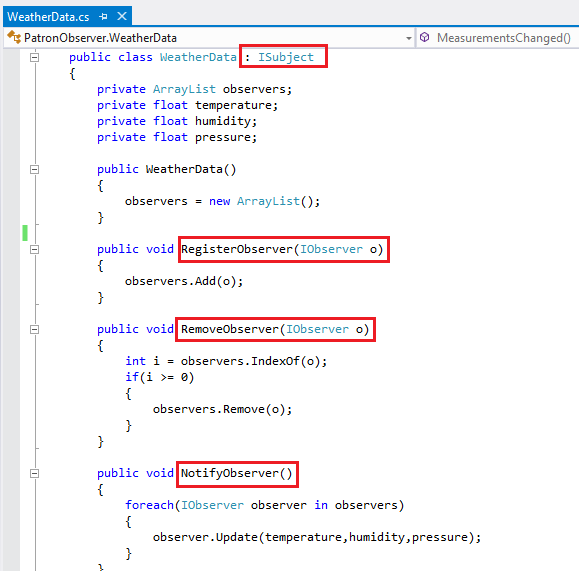 WeatherData.cs
PatronObserver.WeatherData MeasurementsChanged()
public class WeatherData : ISubject
{
private ArrayList observers;
private float temperature;
private float humidity;
private float pressure;
public WeatherData()
{
observers = new ArrayList();
}
public void RegisterObserver(IObserver o)
{
observers.Add(o);
}
public void RemoveObserver(IObserver o)
{
int i = observers.IndexOf(o);
if(i >= 0)
{
observers.Remove(o);
}
}
public void NotifyObserver()
{
foreach(IObserver observer in observers)
{
observer.Update(temperature,humidity,pressure);
}
}